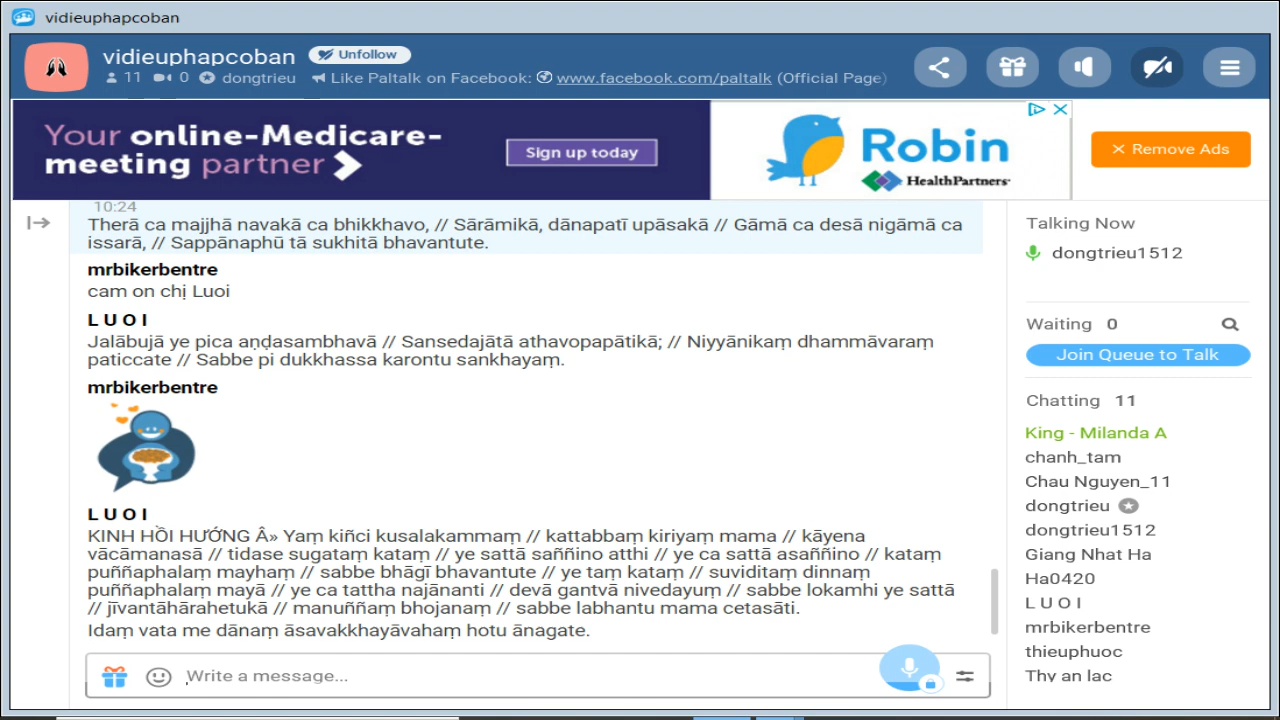 vidieuphapcoban
vidieuphapcoban Unfollow
11 0 dongtrieu Like Paltalk on Facebook: www.facebook.com/paltalk (Official Page)
Your online-Medicare-
meeting partner
Sign up today
Robin
HealthPartners
× Remove Ads
10:24
Therā ca majjhā navakā ca bhikkhavo, // Sārāmikā, dānapatī upāsakā // Gāmā ca desā nigāmā ca
issarā, // Sappānaphū tā sukhitā bhavantute.
mrbikerbentre
cam on chị Luoi
L U O I
Jalābujā ye pica aṇḍasambhavā // Sansedajātā athavopapātikā; // Niyyānikaṃ dhammāvaraṃ
paticcate // Sabbe pi dukkhassa karontu sankhayaṃ.
mrbikerbentre
L U O I
KINH HỒI HƯỚNG Â» Yaṃ kiñci kusalakammaṃ // kattabbaṃ kiriyaṃ mama // kāyena
vācāmanasā // tidase sugataṃ kataṃ // ye sattā saññino atthi // ye ca sattā asaññino // kataṃ
puññaphalaṃ mayhaṃ // sabbe bhāgī bhavantute // ye taṃ kataṃ // suviditaṃ dinnaṃ
puññaphalaṃ mayā // ye ca tattha najānanti // devā gantvā nivedayuṃ // sabbe lokamhi ye sattā
// jīvantāhārahetukā // manuññaṃ bhojanaṃ // sabbe labhantu mama cetasāti.
Idaṃ vata me dānaṃ āsavakkhayāvahaṃ hotu ānagate.
Write a message...
Talking Now
dongtrieu1512
Waiting 0
Join Queue to Talk
Chatting 11
King - Milanda A
chanh_tam
Chau Nguyen_11
dongtrieu
dongtrieu1512
Giang Nhat Ha
Ha0420
L U O I
mrbikerbentre
thieuphuoc
Thy an lac